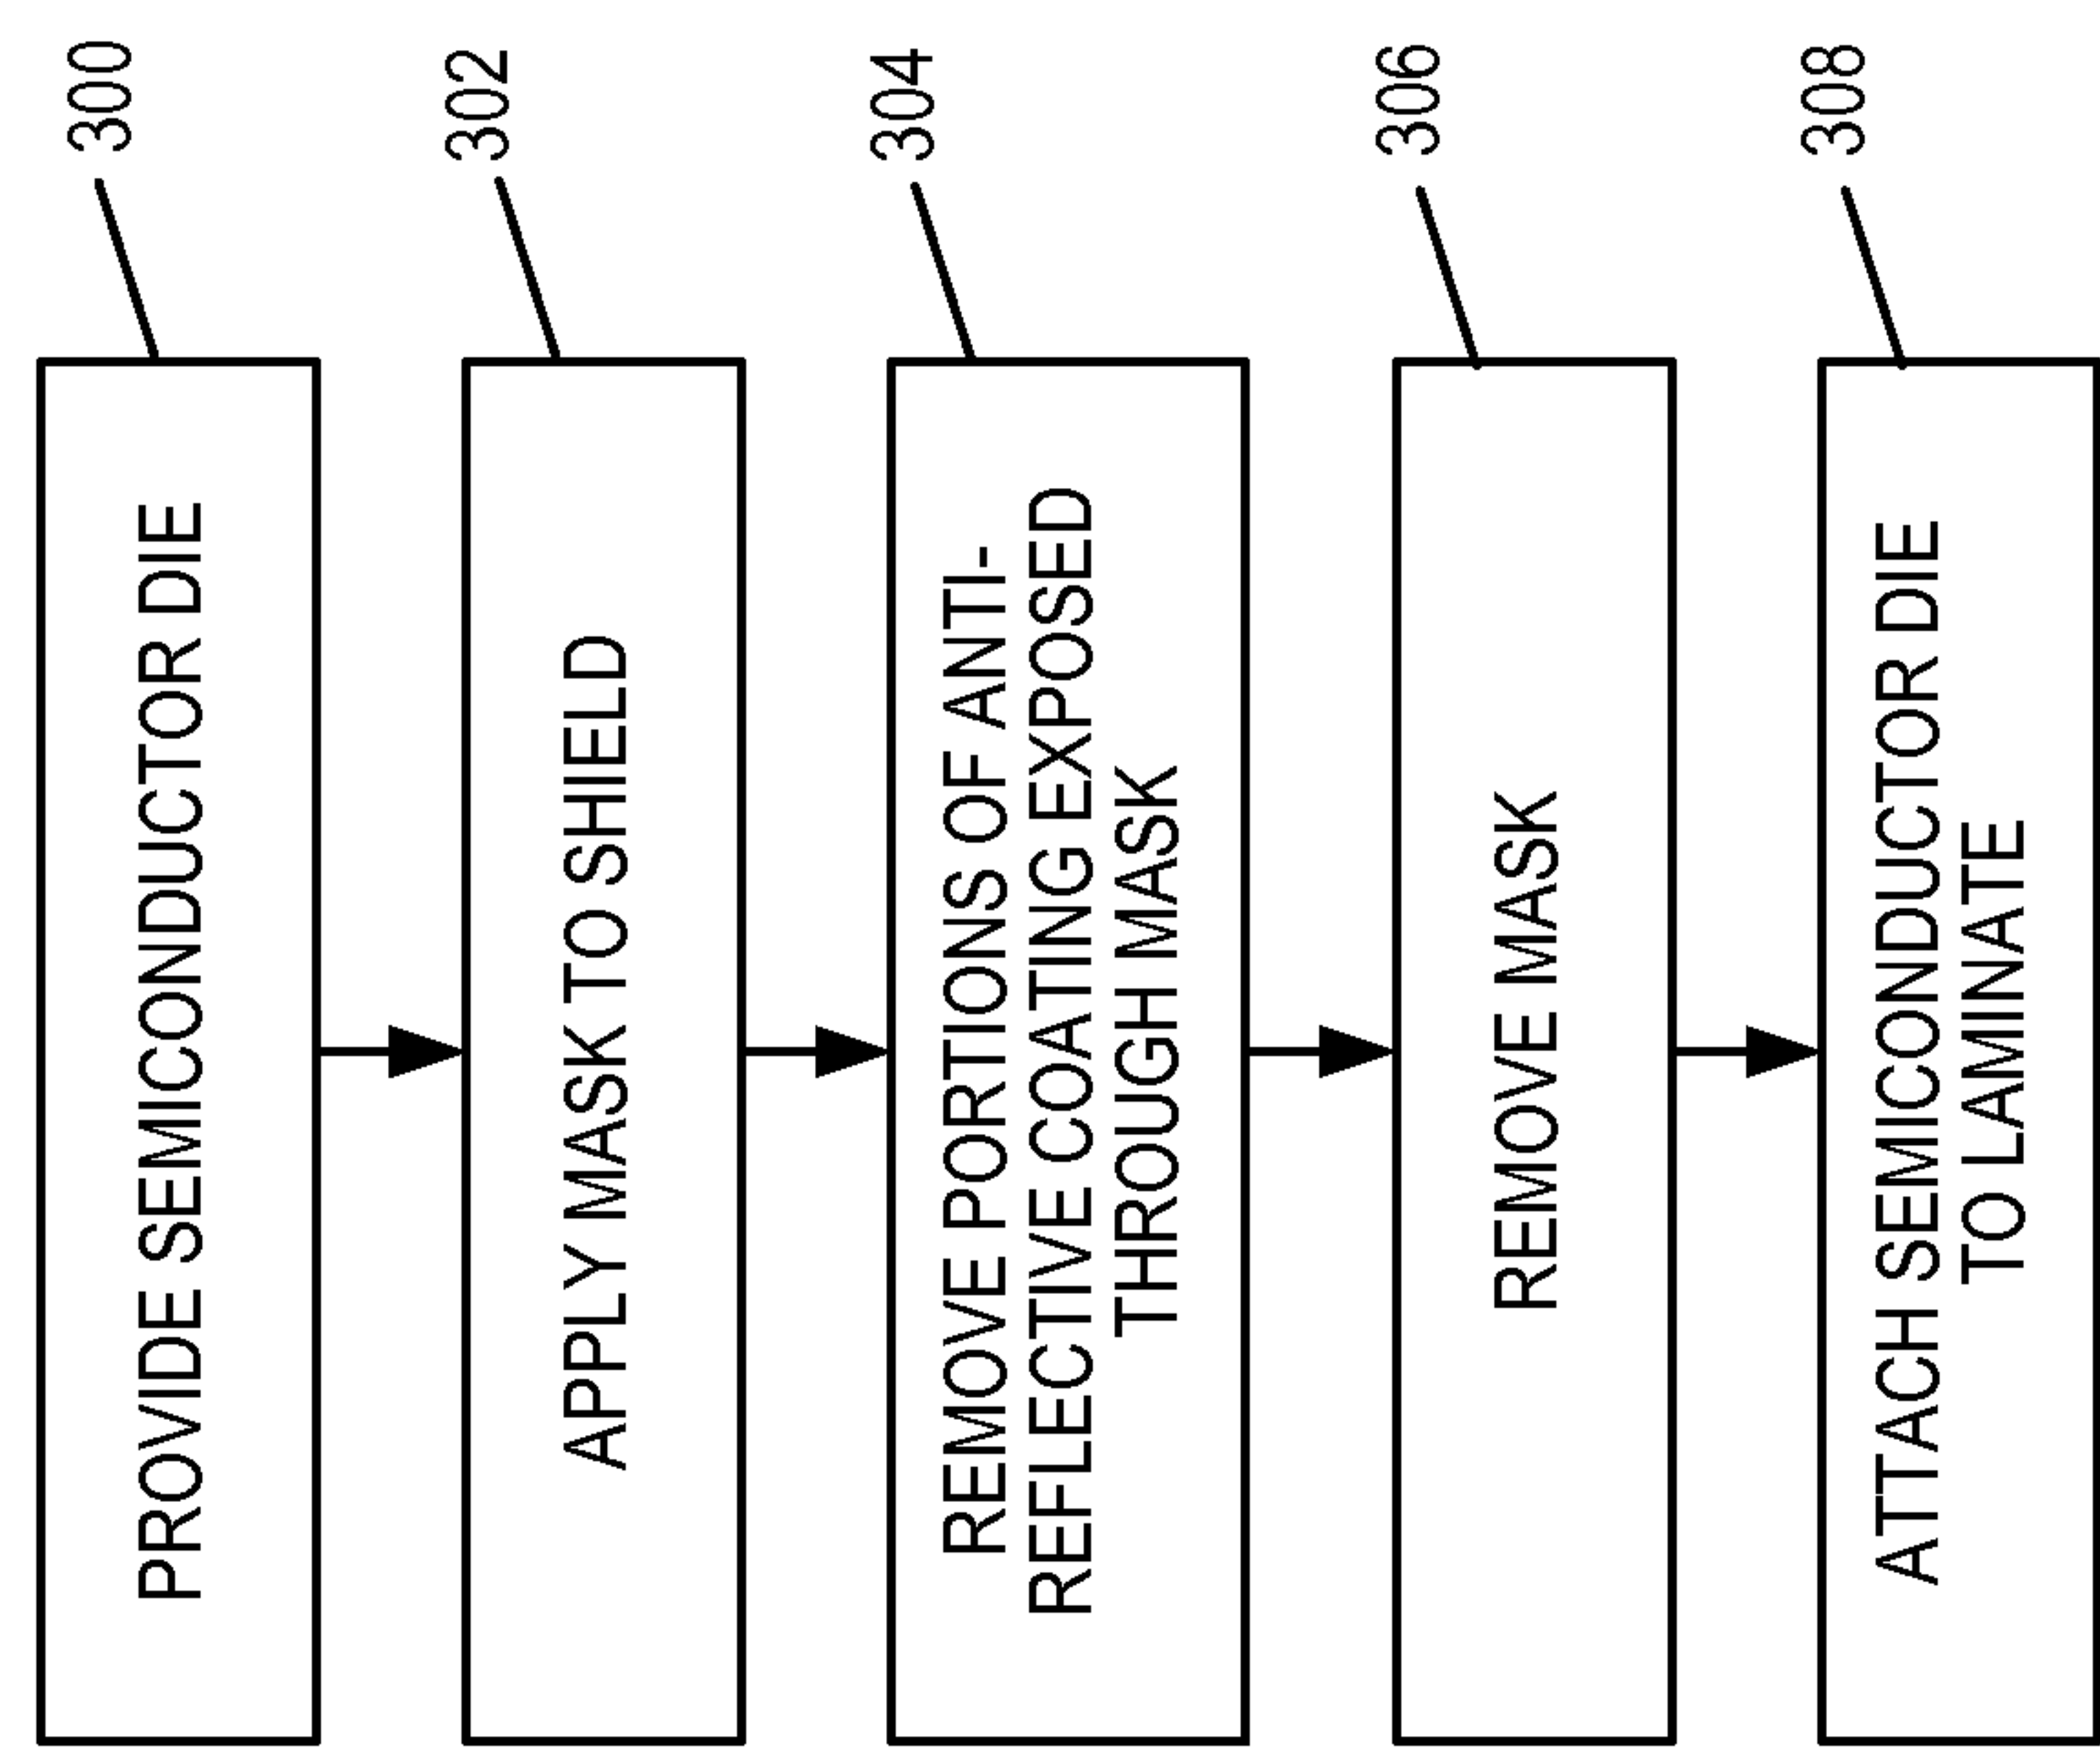 PROVIDE SEMICONDUCTOR DIE
300
APPLY MASK TO SHIELD
302
REMOVE PORTIONS OF ANTI-
REFLECTIVE COATING EXPOSED
THROUGH MASK
304
REMOVE MASK
306
ATTACH SEMICONDUCTOR DIE
TO LAMINATE
308